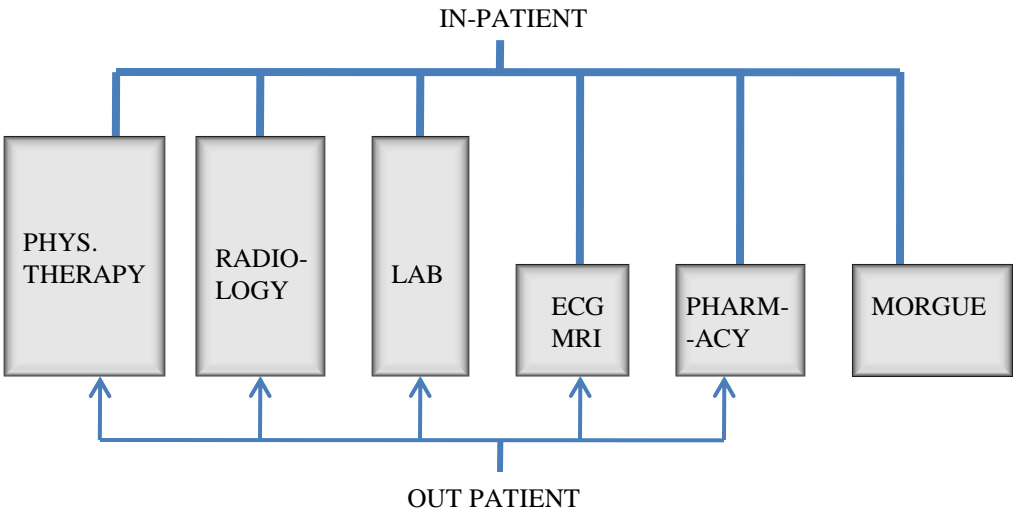 IN-PATIENT
PHYS.
THERAPY
RADIO-
LOGY
LAB
ECG
MRI
PHARM-
-ACY
MORGUE
OUT PATIENT